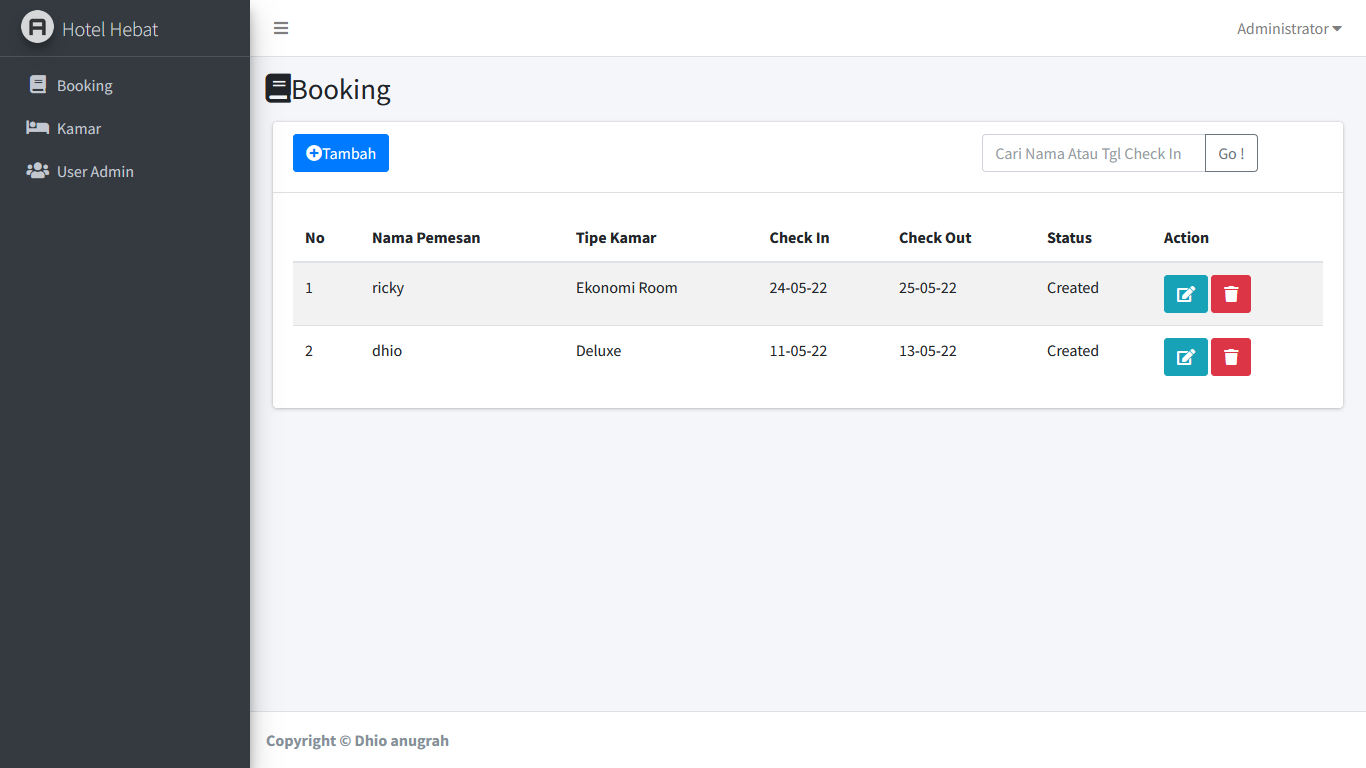 Hotel Hebat
Administrator
Booking
Kamar
User Admin
Booking
Tambah
Cari Nama Atau Tgl Check In
Go !
No Nama Pemesan Tipe Kamar Check In Check Out Status Action
1 ricky Ekonomi Room 24-05-22 25-05-22 Created
2 dhio Deluxe 11-05-22 13-05-22 Created
Copyright © Dhio anugrah